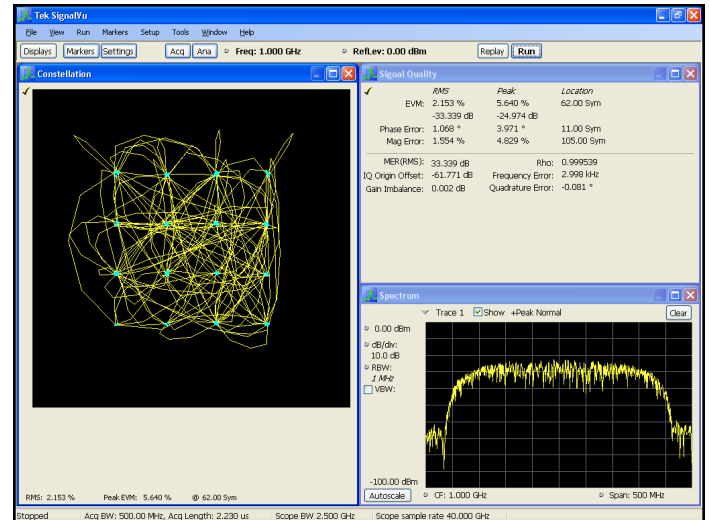 Tek SignalVu
File View Run Markers Setup Tools Window Help
Displays Markers Settings Acq Ana Freq: 1.000 GHz RefLev: 0.00 dBm Replay Run
Constellation
RMS: 2.153 % Peak EVM: 5.640 % @ 62.00 Sym
Signal Quality
RMS Peak Location
EVM: 2.153 % 5.640 % 62.00 Sym
-33.339 dB -24.974 dB
Phase Error: 1.068 ° 3.971 ° 11.00 Sym
Mag Error: 1.554 % 4.829 % 105.00 Sym
MER(RMS): 33.339 dB Rho: 0.999539
IQ Origin Offset: -61.771 dB Frequency Error: 2.998 kHz
Gain Imbalance: 0.002 dB Quadrature Error: -0.081 °
Spectrum
Trace 1 Show +Peak Normal Clear
0.00 dBm
dB/div:
10.0 dB
RBW:
1 MHz
VBW:
-100.00 dBm
Autoscale CF: 1.000 GHz Span: 500 MHz
Stopped Acq BW: 500.00 MHz, Acq Length: 2.230 us Scope BW 2.500 GHz Scope sample rate 40.000 GHz